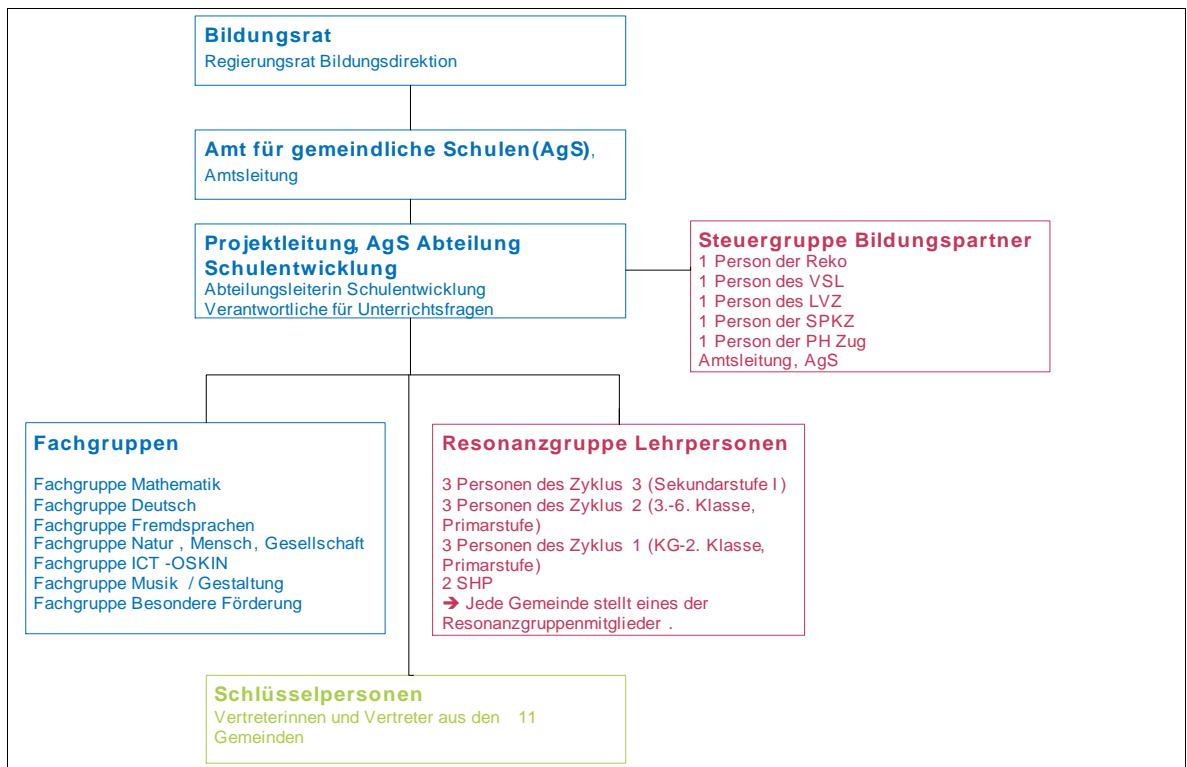 Bildungsrat
Regierungsrat Bildungsdirektion
Amt für gemeindliche Schulen (AgS),
Amtsleitung
Projektleitung, AgS Abteilung
Schulentwicklung
Abteilungsleiterin Schulentwicklung
Verantwortliche für Unterrichtsfragen
Steuergruppe Bildungspartner
1 Person der Reko
1 Person des VSL
1 Person des LVZ
1 Person der SPKZ
1 Person der PH Zug
Amtsleitung, AgS
Fachgruppen
Fachgruppe Mathematik
Fachgruppe Deutsch
Fachgruppe Fremdsprachen
Fachgruppe Natur, Mensch, Gesellschaft
Fachgruppe ICT-OSKIN
Fachgruppe Musik / Gestaltung
Fachgruppe Besondere Förderung
Resonanzgruppe Lehrpersonen
3 Personen des Zyklus 3 (Sekundarstufe I)
3 Personen des Zyklus 2 (3.-6. Klasse,
Primarstufe)
3 Personen des Zyklus 1 (KG-2. Klasse,
Primarstufe)
2 SHP
➔ Jede Gemeinde stellt eines der
Resonanzgruppenmitglieder.
Schlüsselpersonen
Vertreterinnen und Vertreter aus den 11
Gemeinden